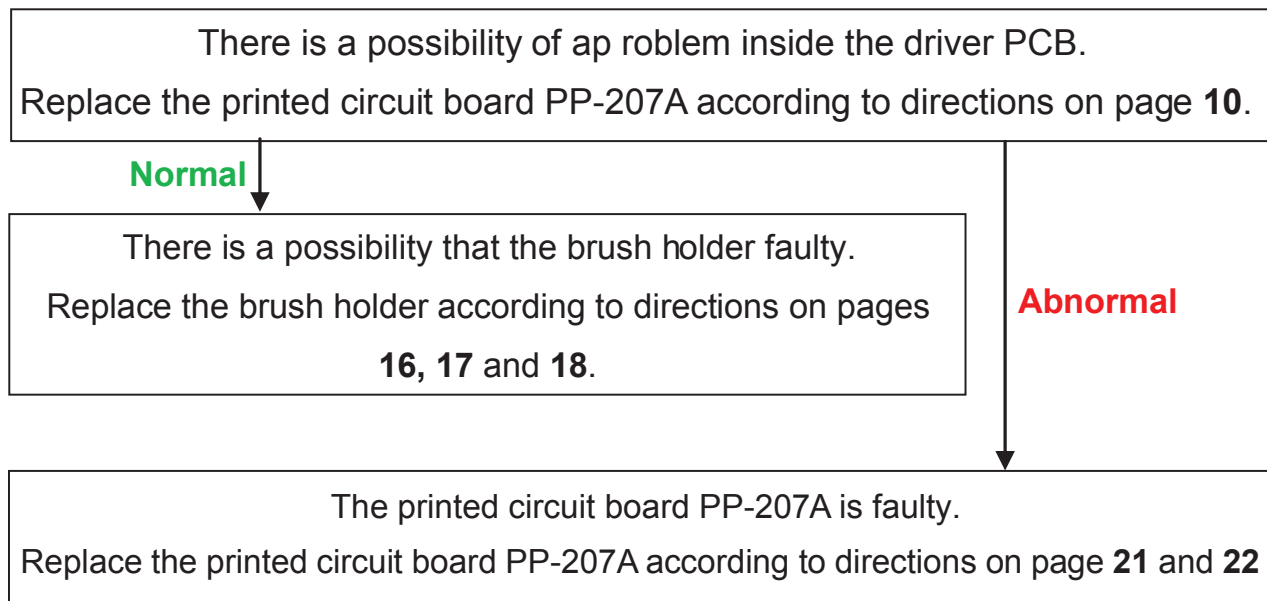 There is a possibility of ap roblem inside the driver PCB.
Replace the printed circuit board PP-207A according to directions on page 10.
Normal
There is a possibility that the brush holder faulty.
Replace the brush holder according to directions on pages
16, 17 and 18.
Abnormal
The printed circuit board PP-207A is faulty.
Replace the printed circuit board PP-207A according to directions on page 21 and 22